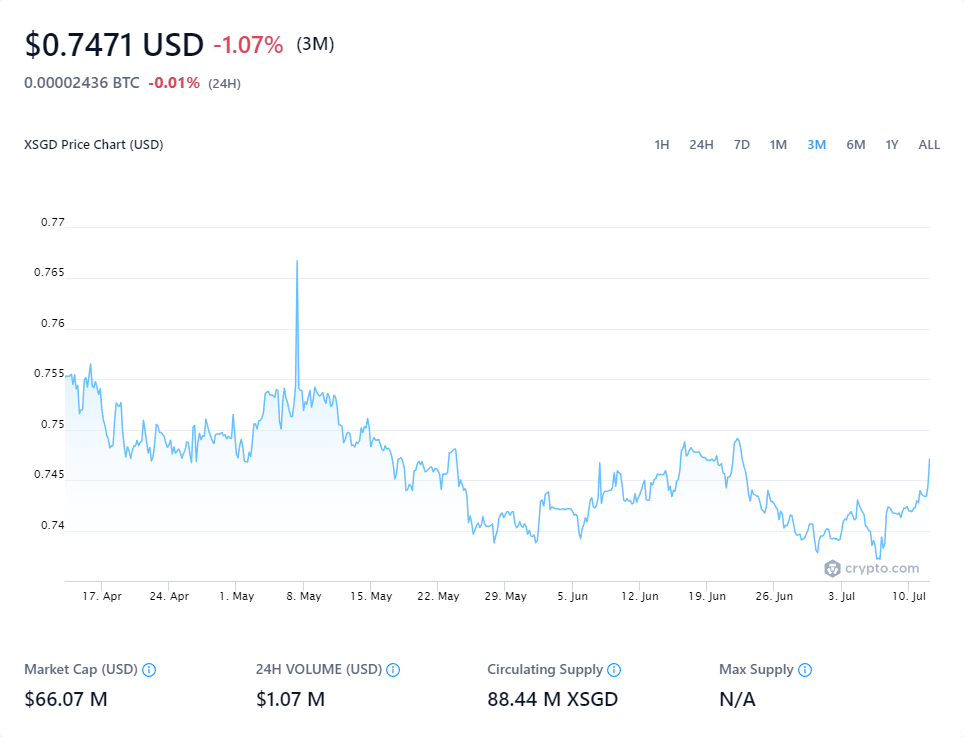 $0.7471 USD -1.07% (3M)
0.00002436 BTC -0.01% (24H)
XSGD Price Chart (USD) 1H 24H 7D 1M 3M 6M 1Y ALL
0.77
0.765
0.76
0.755
0.75
0.745
0.74
crypto.com
17. Apr 24. Apr 1. May 8. May 15. May 22. May 29. May 5. Jun 12. Jun 19. Jun 26. Jun 3. Jul 10. Jul
Market Cap (USD) 24H VOLUME (USD) Circulating Supply Max Supply
$66.07 M $1.07 M 88.44 M XSGD N/A